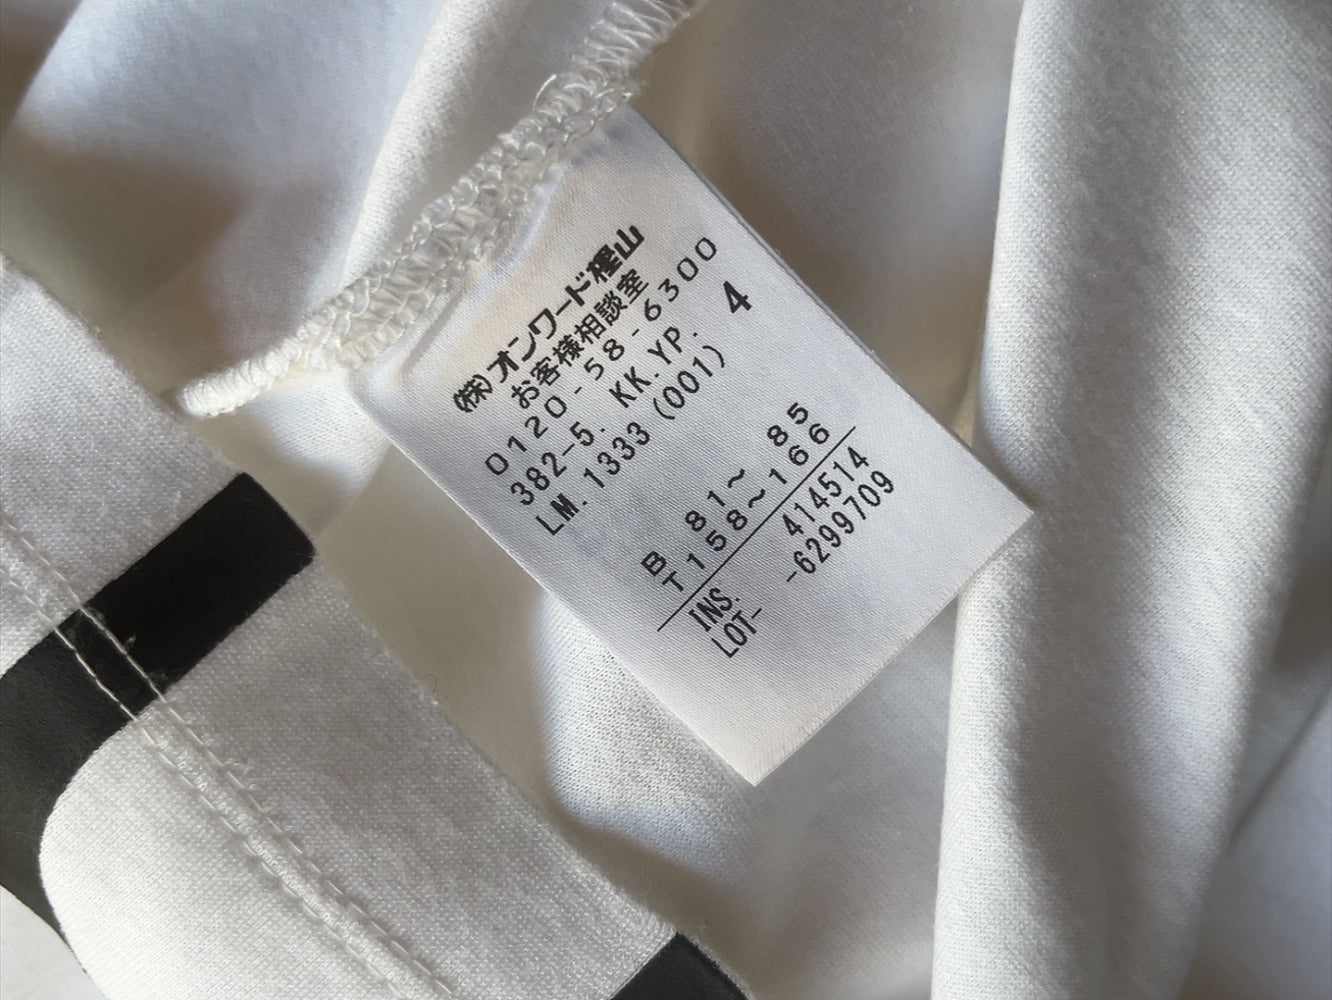 ㈱オンワード樫山
お客様相談室
0120-58-6300
382-5. KK.YP. 4
LM.1333(001)
B 81~ 85
T158~166
INS. 414514
LOT- -6299709